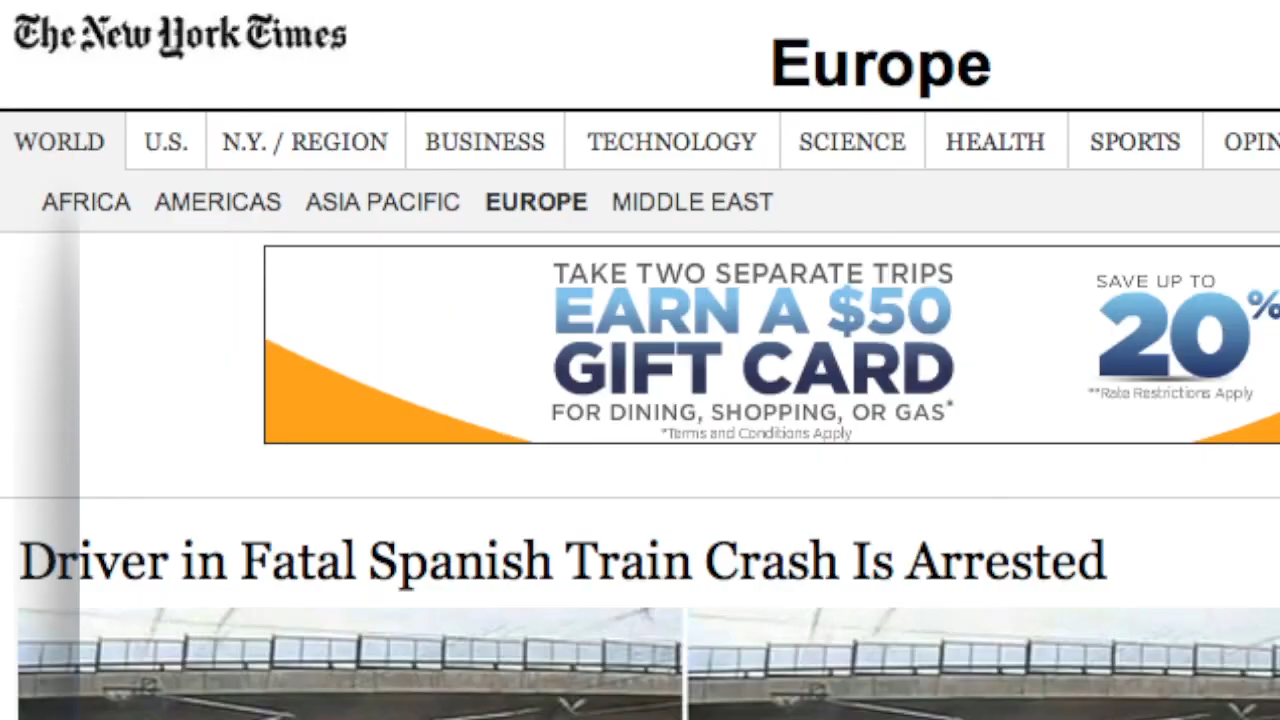 The New York Times
Europe
WORLD U.S. N.Y. / REGION BUSINESS TECHNOLOGY SCIENCE HEALTH SPORTS OPIN
AFRICA AMERICAS ASIA PACIFIC EUROPE MIDDLE EAST
TAKE TWO SEPARATE TRIPS
EARN A $50
GIFT CARD
FOR DINING, SHOPPING, OR GAS*
*Terms and Conditions Apply
SAVE UP TO
20%
**Rate Restrictions Apply
Driver in Fatal Spanish Train Crash Is Arrested